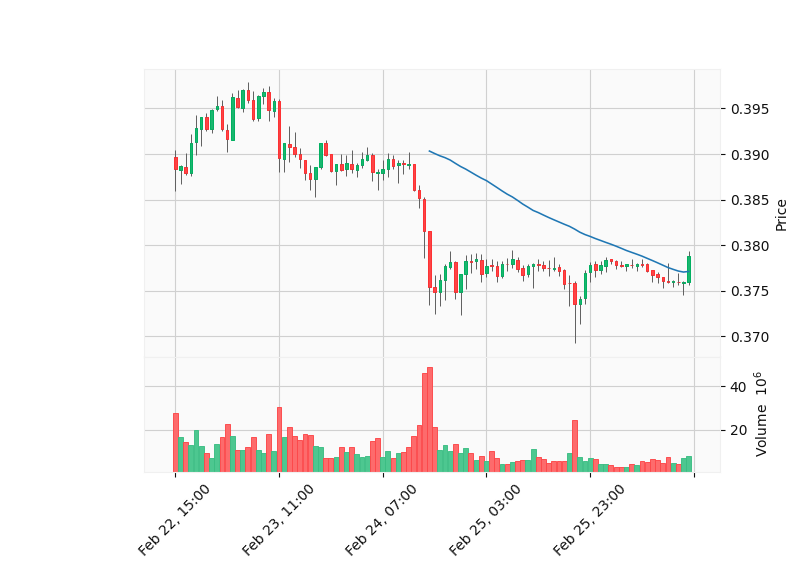 0.395
0.390
0.385
0.380
0.375
0.370
Price
40
20
Volume 10^6
Feb 22, 15:00
Feb 23, 11:00
Feb 24, 07:00
Feb 25, 03:00
Feb 25, 23:00